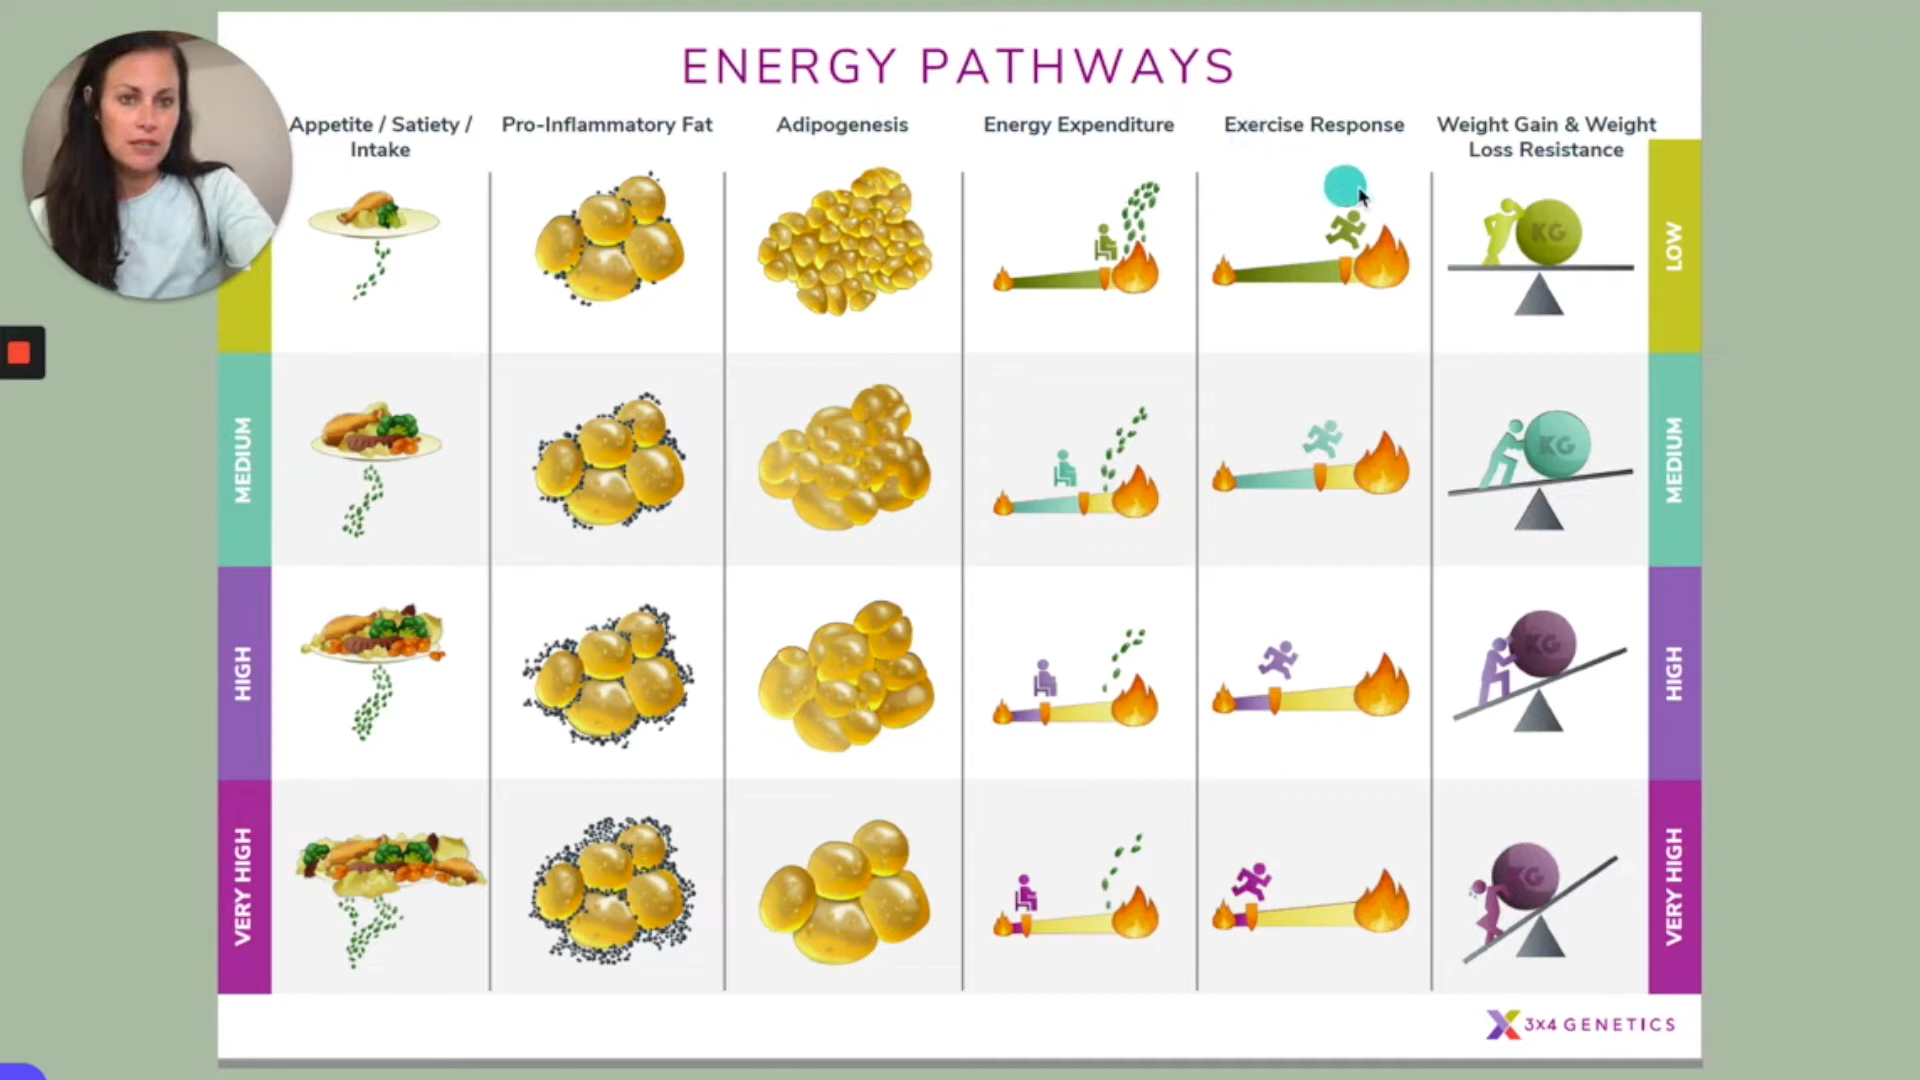 ENERGY PATHWAYS
Appetite / Satiety /
Intake
Pro-Inflammatory Fat
Adipogenesis
Energy Expenditure
Exercise Response
Weight Gain & Weight
Loss Resistance
KG
LOW
MEDIUM
KG
MEDIUM
HIGH
KG
HIGH
VERY HIGH
KG
VERY HIGH
3x4 GENETICS